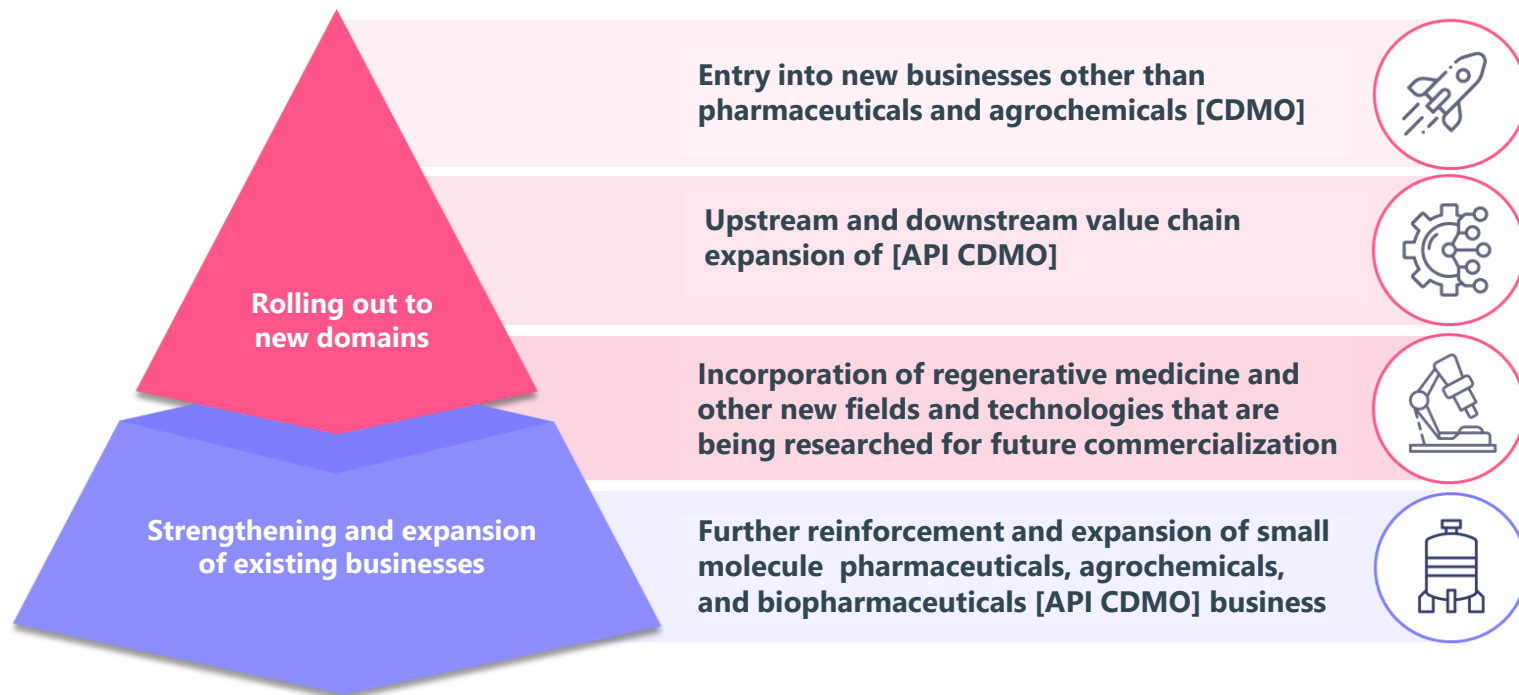 Entry into new businesses other than
pharmaceuticals and agrochemicals [CDMO]
Upstream and downstream value chain
expansion of [API CDMO]
Rolling out to
new domains
Incorporation of regenerative medicine and
other new fields and technologies that are
being researched for future commercialization
Strengthening and expansion
of existing businesses
Further reinforcement and expansion of small
molecule pharmaceuticals, agrochemicals,
and biopharmaceuticals [API CDMO] business